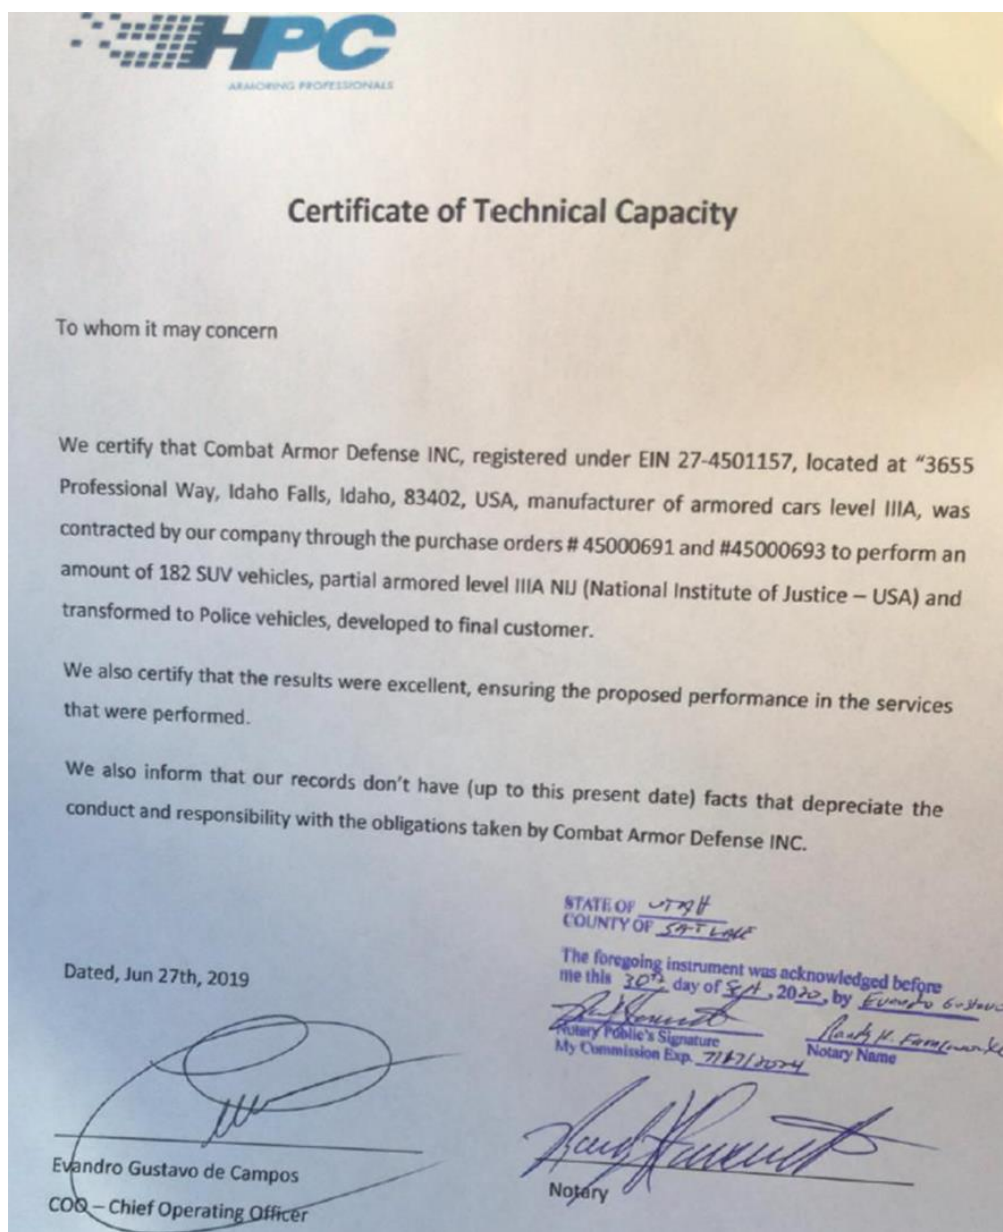 HPC
ARMORING PROFESSIONALS
Certificate of Technical Capacity
To whom it may concern
We certify that Combat Armor Defense INC, registered under EIN 27-4501157, located at “3655
Professional Way, Idaho Falls, Idaho, 83402, USA, manufacturer of armored cars level IIIA, was
contracted by our company through the purchase orders # 45000691 and #45000693 to perform an
amount of 182 SUV vehicles, partial armored level IIIA NIJ (National Institute of Justice – USA) and
transformed to Police vehicles, developed to final customer.
We also certify that the results were excellent, ensuring the proposed performance in the services
that were performed.
We also inform that our records don’t have (up to this present date) facts that depreciate the
conduct and responsibility with the obligations taken by Combat Armor Defense INC.
STATE OF UTAH
COUNTY OF SALT LAKE
The foregoing instrument was acknowledged before
me this 30th day of Sept, 2020, by Evandro Gustavo
Notary Public's Signature
My Commission Exp. 7/17/2024
Randy H.
Notary Name
Dated, Jun 27th, 2019
Evandro Gustavo de Campos
COO – Chief Operating Officer
Notary